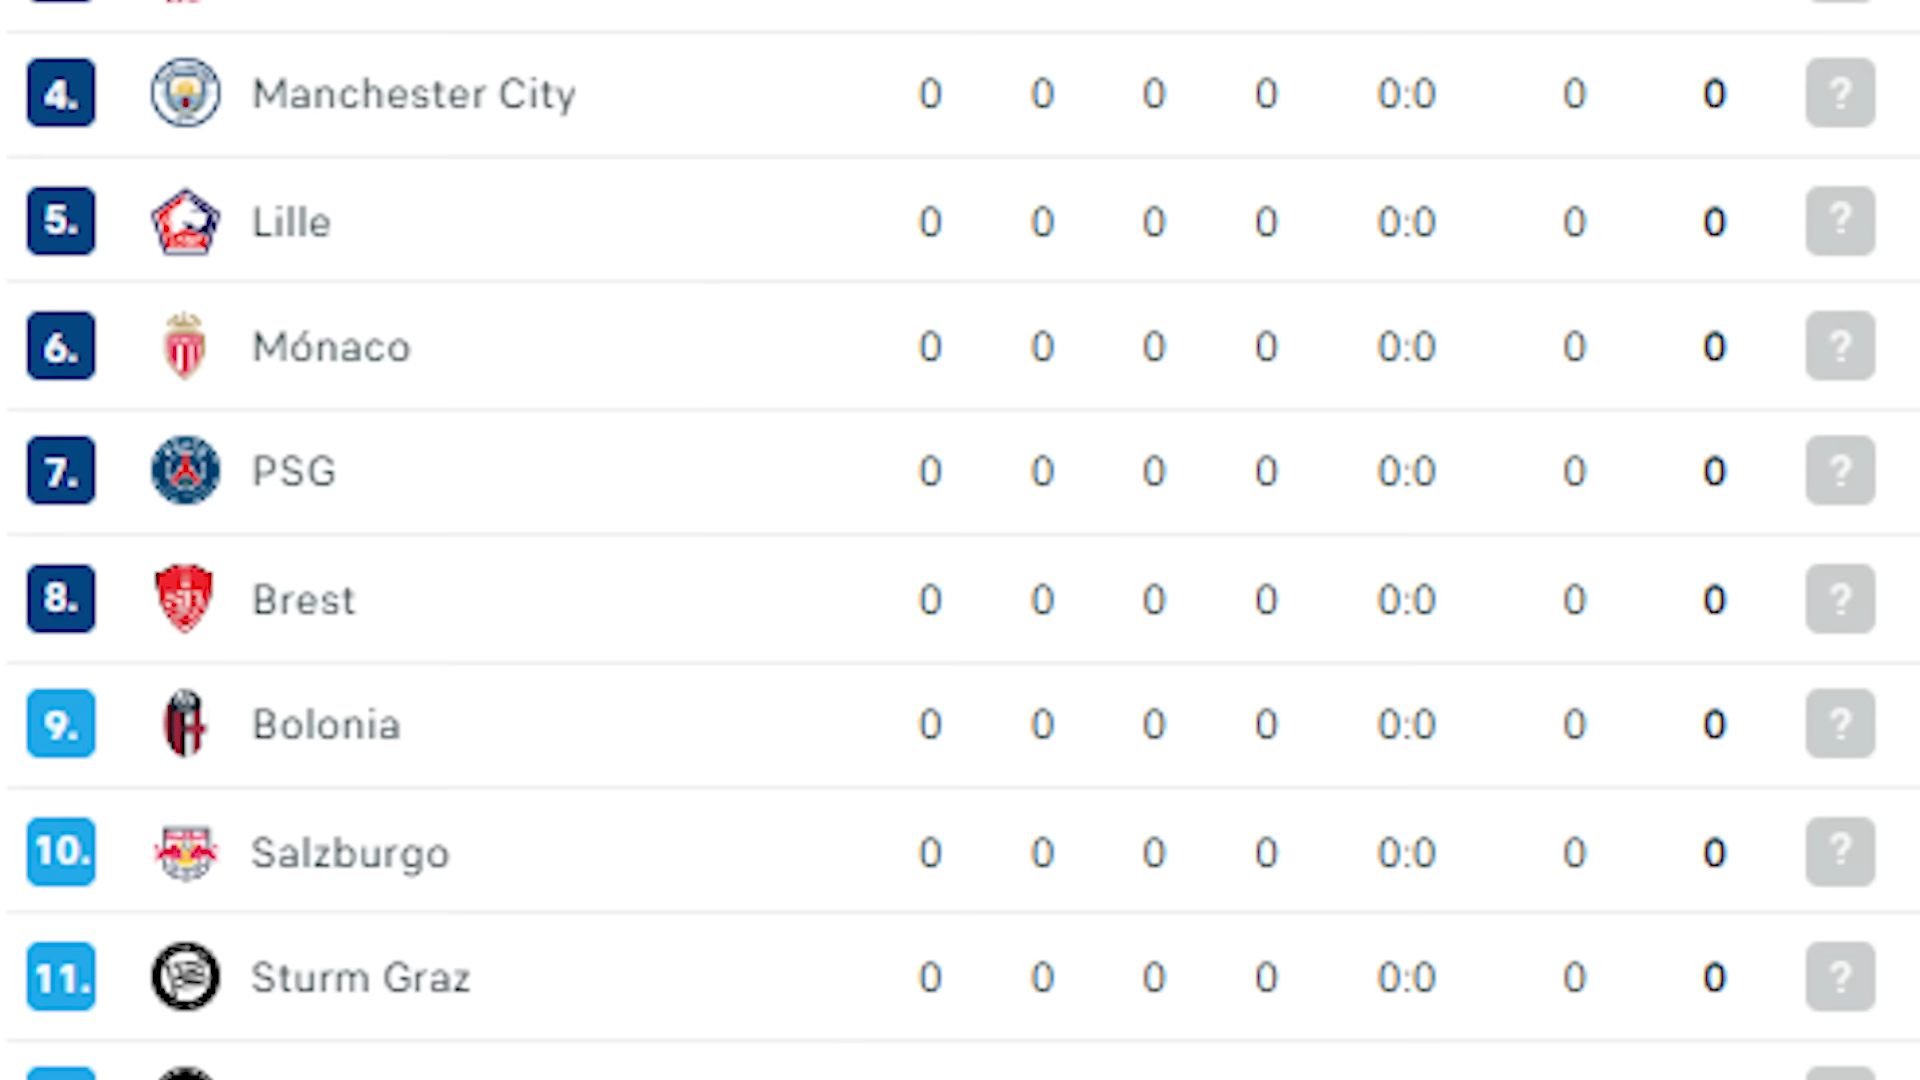 4. Manchester City 0 0 0 0 0:0 0 0 ?
5. Lille 0 0 0 0 0:0 0 0 ?
6. Mónaco 0 0 0 0 0:0 0 0 ?
7. PSG 0 0 0 0 0:0 0 0 ?
8. Brest 0 0 0 0 0:0 0 0 ?
9. Bolonia 0 0 0 0 0:0 0 0 ?
10. Salzburgo 0 0 0 0 0:0 0 0 ?
11. Sturm Graz 0 0 0 0 0:0 0 0 ?